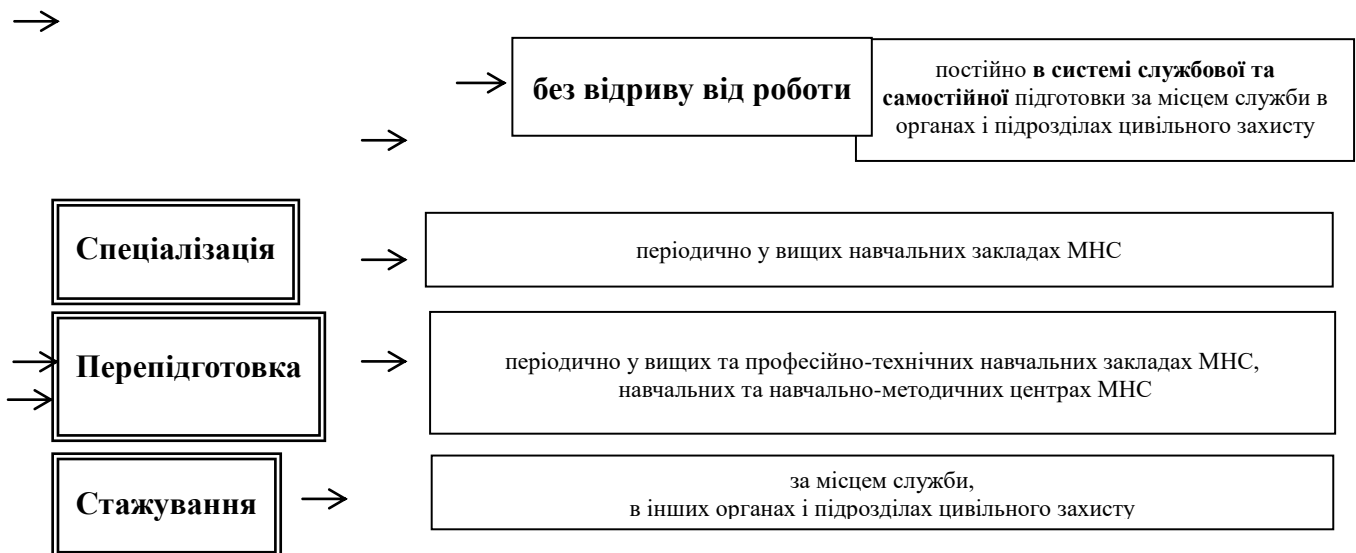 без відриву від роботи
постійно в системі службової та
самостійної підготовки за місцем служби в
органах і підрозділах цивільного захисту
Спеціалізація
періодично у вищих навчальних закладах МНС
Перепідготовка
періодично у вищих та професійно-технічних навчальних закладах МНС,
навчальних та навчально-методичних центрах МНС
Стажування
за місцем служби,
в інших органах і підрозділах цивільного захисту